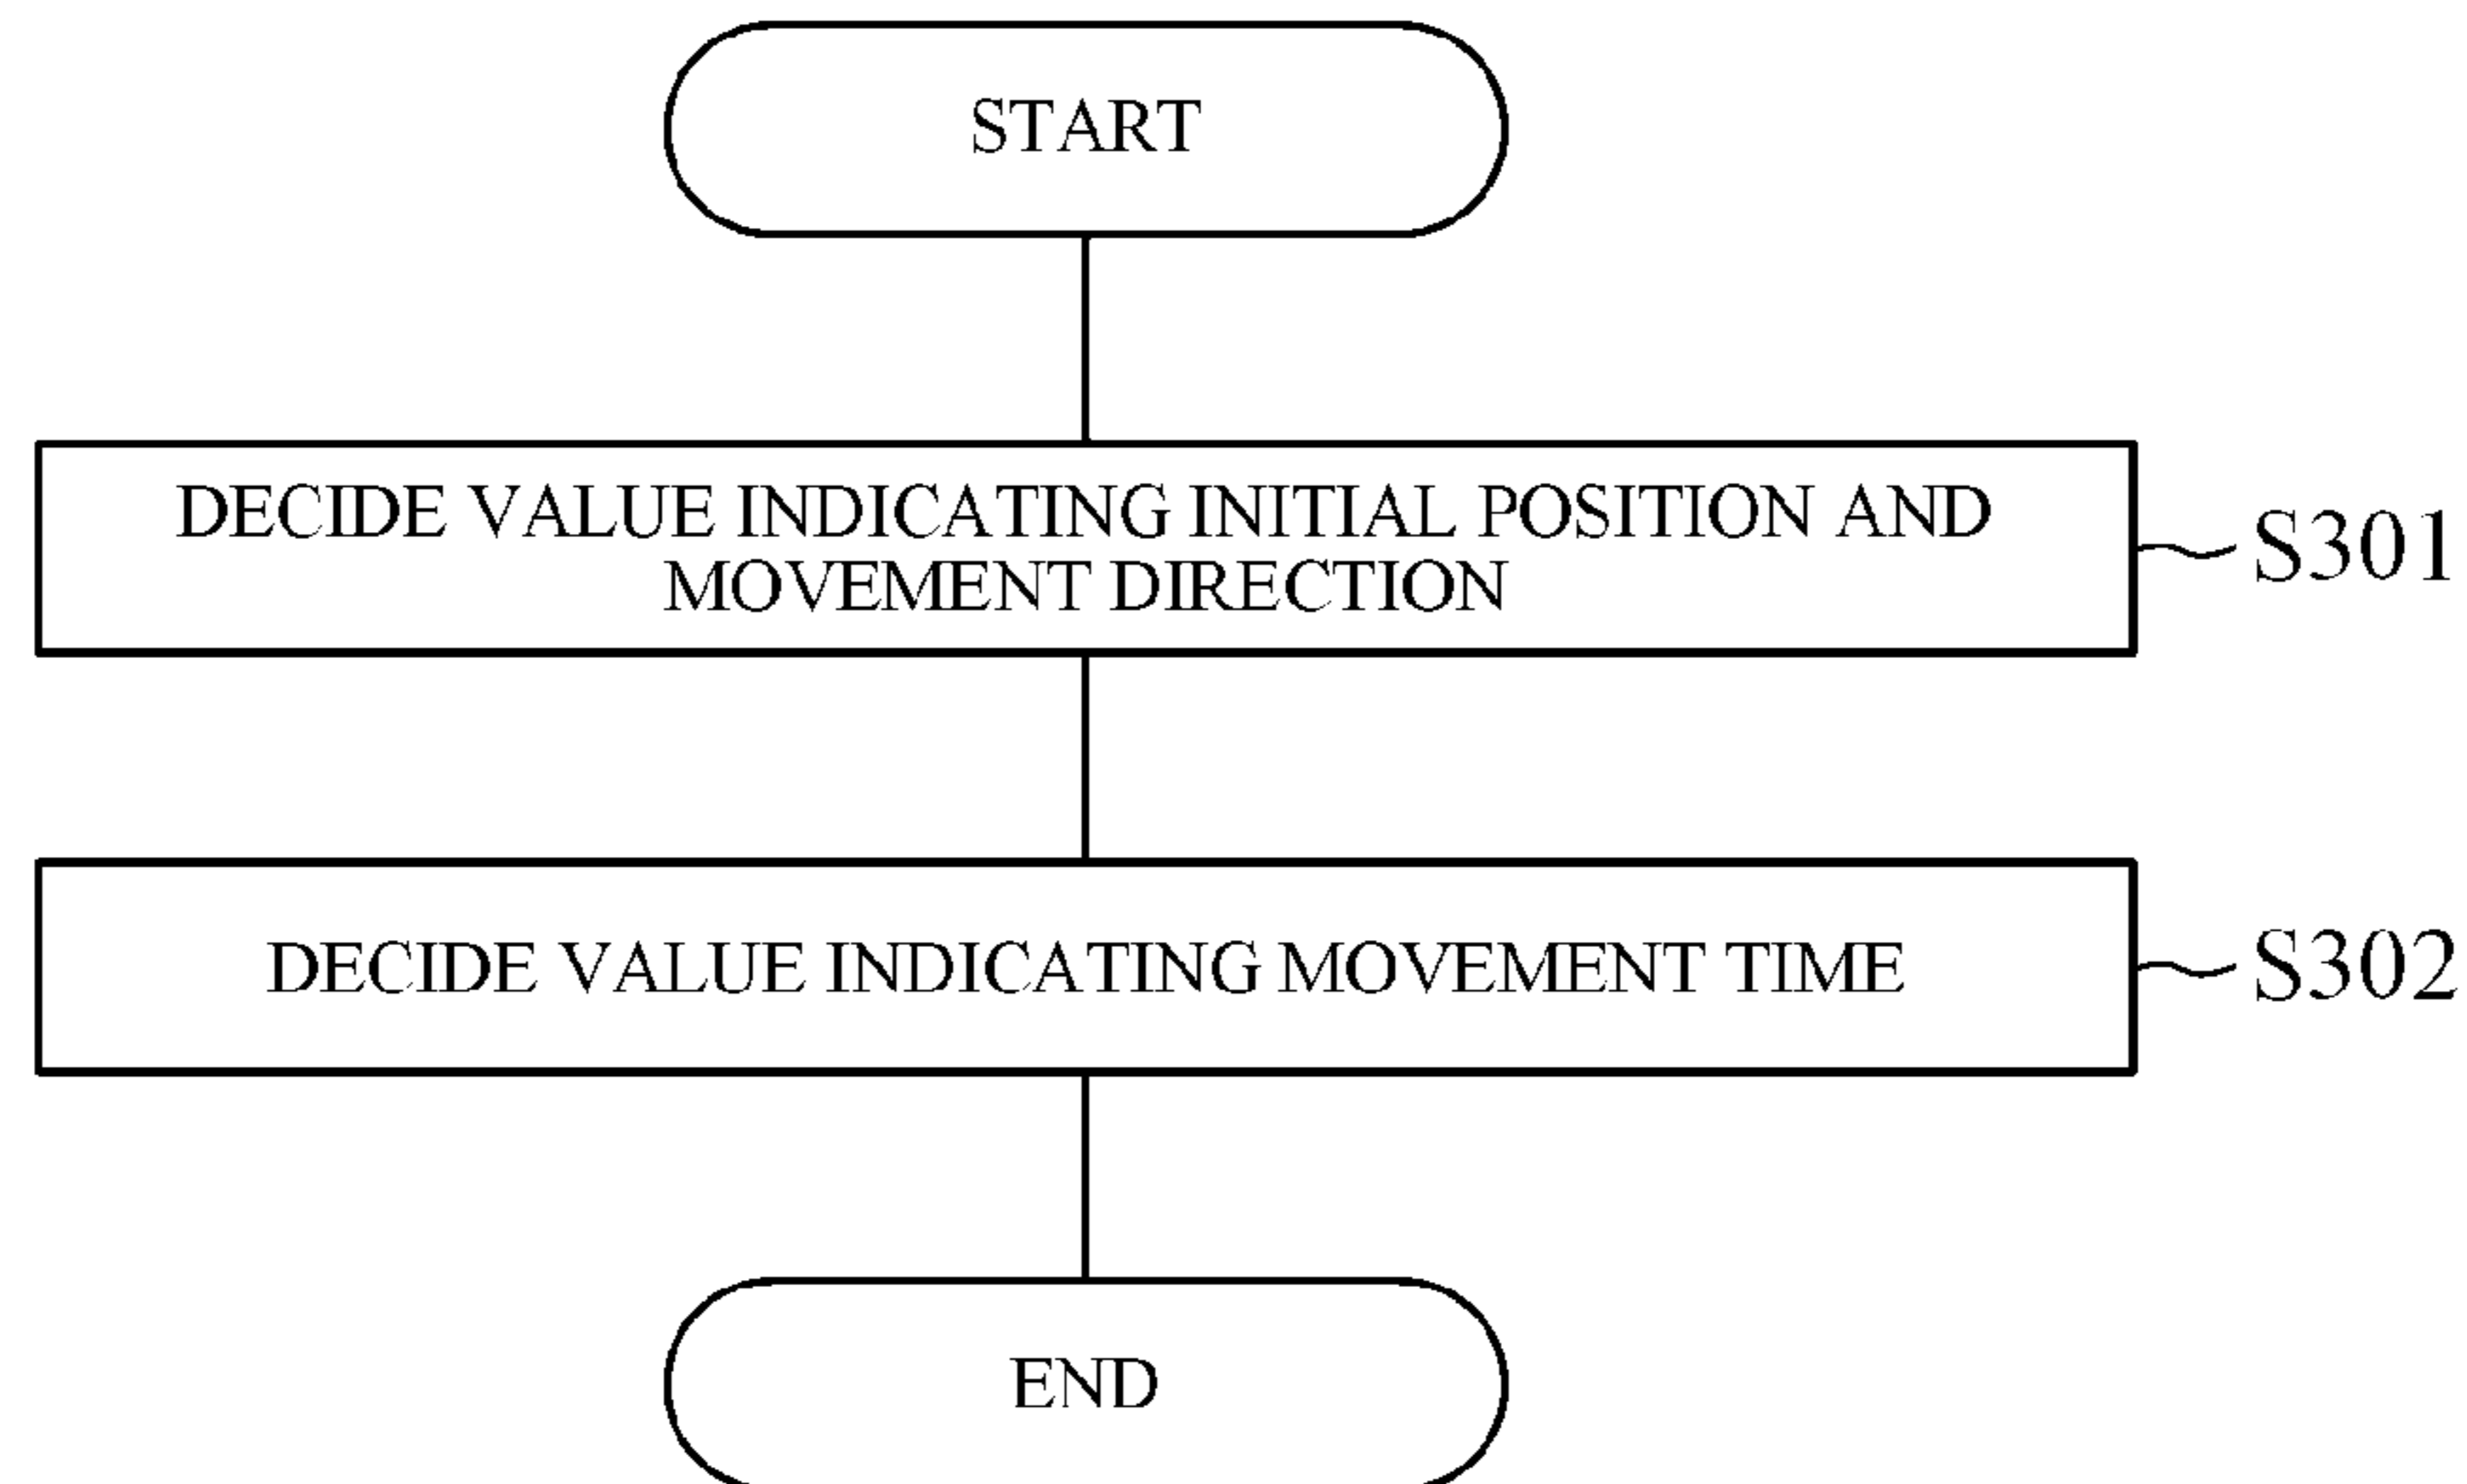 START
DECIDE VALUE INDICATING INITIAL POSITION AND
MOVEMENT DIRECTION
S301
DECIDE VALUE INDICATING MOVEMENT TIME
S302
END